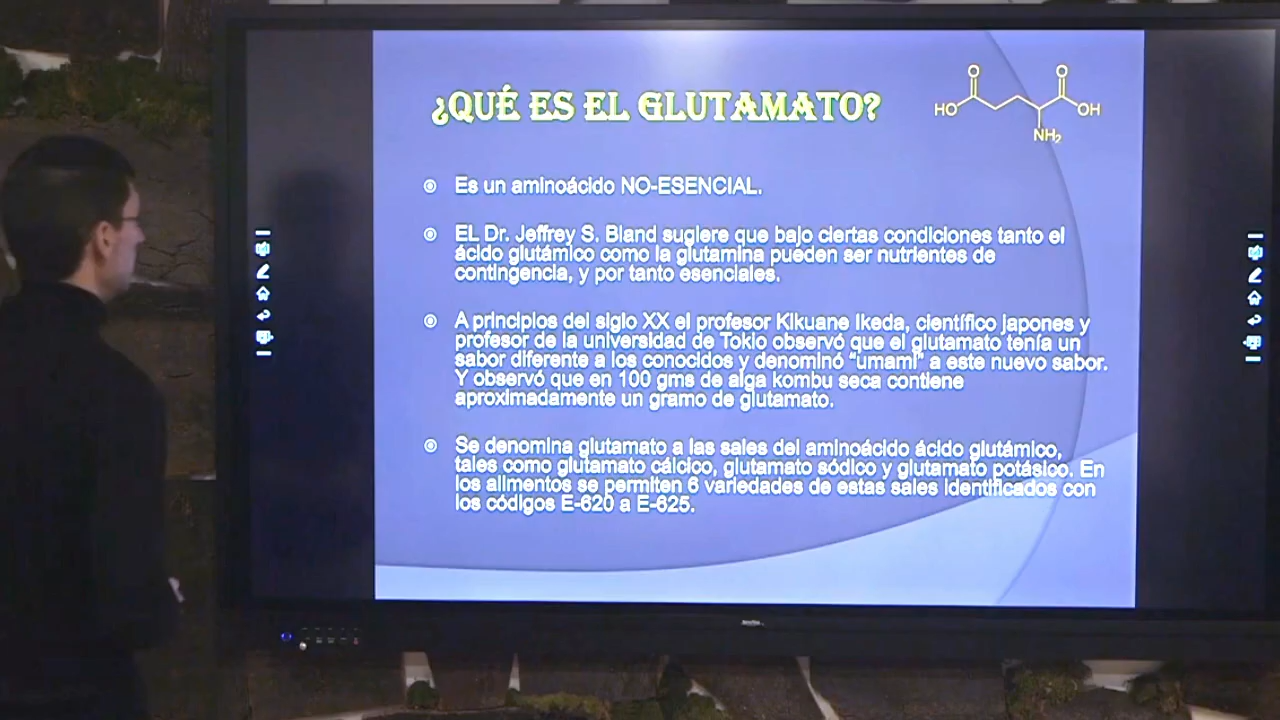 ¿QUÉ ES EL GLUTAMATO?
O
O
HO
OH
NH₂
Es un aminoácido NO-ESENCIAL.
EL Dr. Jeffrey S. Bland sugiere que bajo ciertas condiciones tanto el
ácido glutámico como la glutamina pueden ser nutrientes de
contingencia, y por tanto esenciales.
A principios del siglo XX el profesor Kikuane Ikeda, científico japones y
profesor de la universidad de Tokio observó que el glutamato tenía un
sabor diferente a los conocidos y denominó “umami” a este nuevo sabor.
Y observó que en 100 gms de alga kombu seca contiene
aproximadamente un gramo de glutamato.
Se denomina glutamato a las sales del aminoácido ácido glutámico,
tales como glutamato cálcico, glutamato sódico y glutamato potásico. En
los alimentos se permiten 6 variedades de estas sales identificados con
los códigos E-620 a E-625.